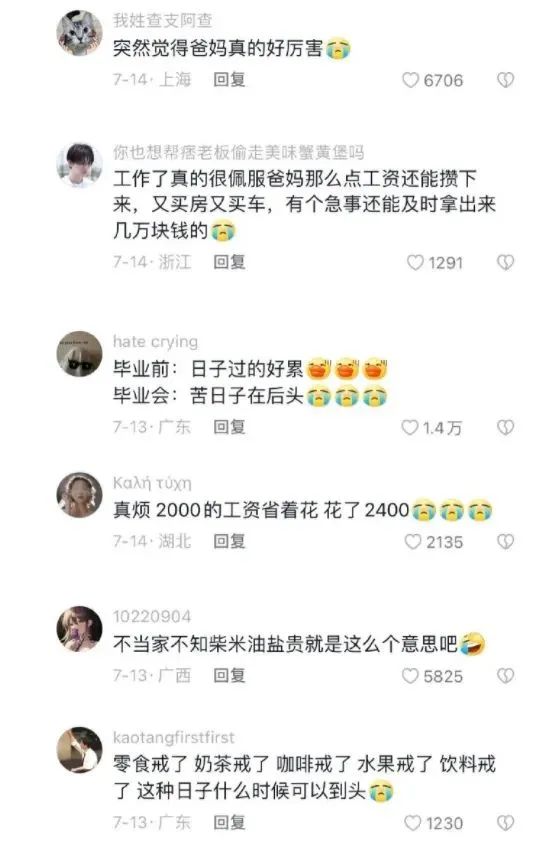 我姓查支阿查
突然觉得爸妈真的好厉害😭
7-14·上海 回复 6706
你也想帮痞老板偷走美味蟹黄堡吗
工作了真的很佩服爸妈那么点工资还能攒下
来，又买房又买车，有个急事还能及时拿出来
几万块钱的😭
7-14·浙江 回复 1291
hate crying
毕业前：日子过的好累
毕业会：苦日子在后头😭😭😭
7-13·广东 回复 1.4万
Καλή τύχη
真烦 2000的工资省着花 花了2400😭😭😭
7-14·湖北 回复 2135
10220904
不当家不知柴米油盐贵就是这么个意思吧🤣
7-13·广西 回复 5825
kaotangfirstfirst
零食戒了 奶茶戒了 咖啡戒了 水果戒了 饮料戒
了 这种日子什么时候可以到头😭
7-13·广东 回复 1230